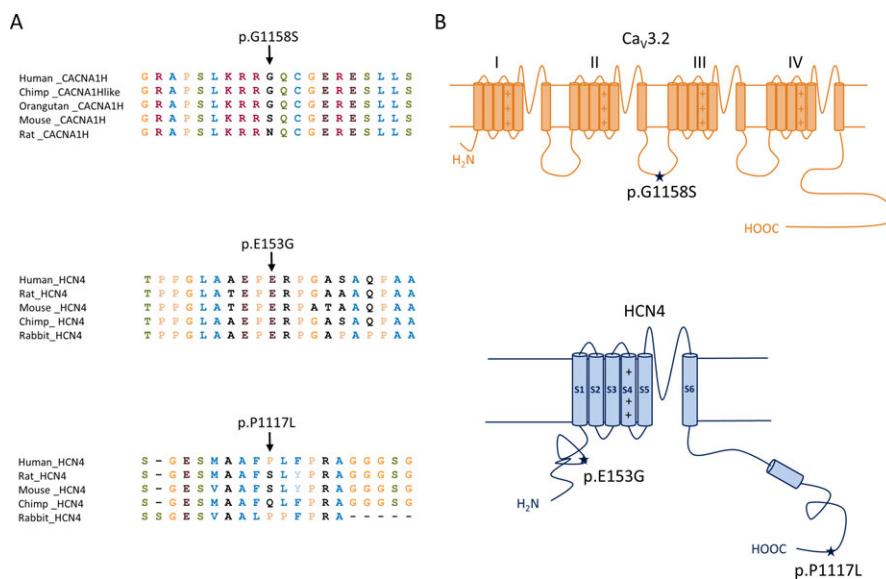 A
p.G1158S
Human _CACNA1H G R A P S L K R R G Q C G E R E S L L S
Chimp _CACNA1Hlike G R A P S L K R R G Q C G E R E S L L S
Orangutan _CACNA1H G R A P S L K R R G Q C G E R E S L L S
Mouse _CACNA1H G R A P S L K R R S Q C G E R E S L L S
Rat _CACNA1H G R A P S L K R R N Q C G E R E S L L S
p.E153G
Human_HCN4 T P P G L A A E P E R P G A S A Q P A A
Rat_HCN4 T P P G L A T E P E R P G A A A Q P A A
Mouse _HCN4 T P P G L A T E P E R P A T A A Q P A A
Chimp_ HCN4 T P P G L A A E P E R P G A S A Q P A A
Rabbit_HCN4 T P P G L A A E P E R P G A P A P P A A
p.P1117L
Human_HCN4 S - G E S M A A F P L F P R A G G G S G
Rat_HCN4 S - G E S M A A F S L Y P R A G G G S G
Mouse _HCN4 S - G E S V A A F S L Y P R A G G G S G
Chimp _HCN4 S - G E S M A A F Q L F P R A G G G S G
Rabbit_HCN4 S S G E S V A A L P P F P R A - - - - -
B
CaV3.2
I II III IV
+ + + +
+ + + +
+ + + +
H2N
p.G1158S
HOOC
HCN4
S1 S2 S3 S4 S5 S6
+
+
+
p.E153G
H2N
HOOC
p.P1117L